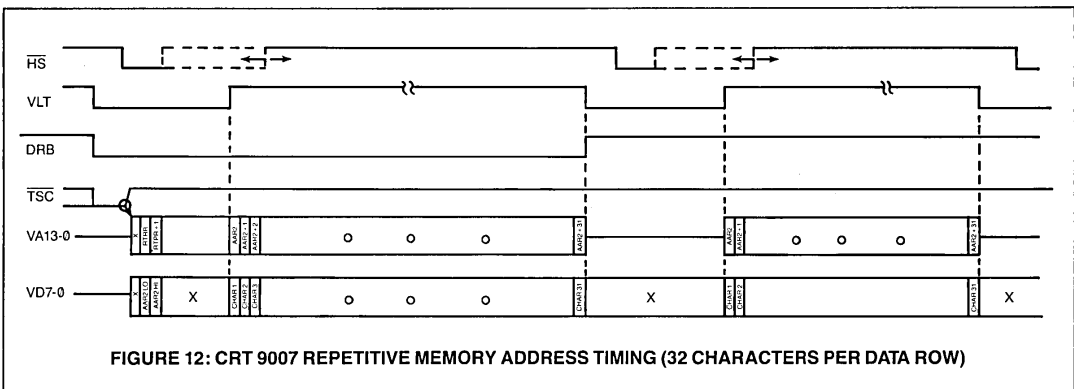 HS
VLT
DRB
TSC
VA13-0
X
RTHR
RTPR + 1
AAR2
AAR2 + 1
AAR2 + 2
AAR2 + 31
AAR2
AAR2 + 1
AAR2 + 31
VD7-0
X
AAR2 LO
AAR2 HI
X
CHAR 1
CHAR 2
CHAR 3
CHAR 31
X
CHAR 1
CHAR 2
CHAR 31
X
FIGURE 12: CRT 9007 REPETITIVE MEMORY ADDRESS TIMING (32 CHARACTERS PER DATA ROW)